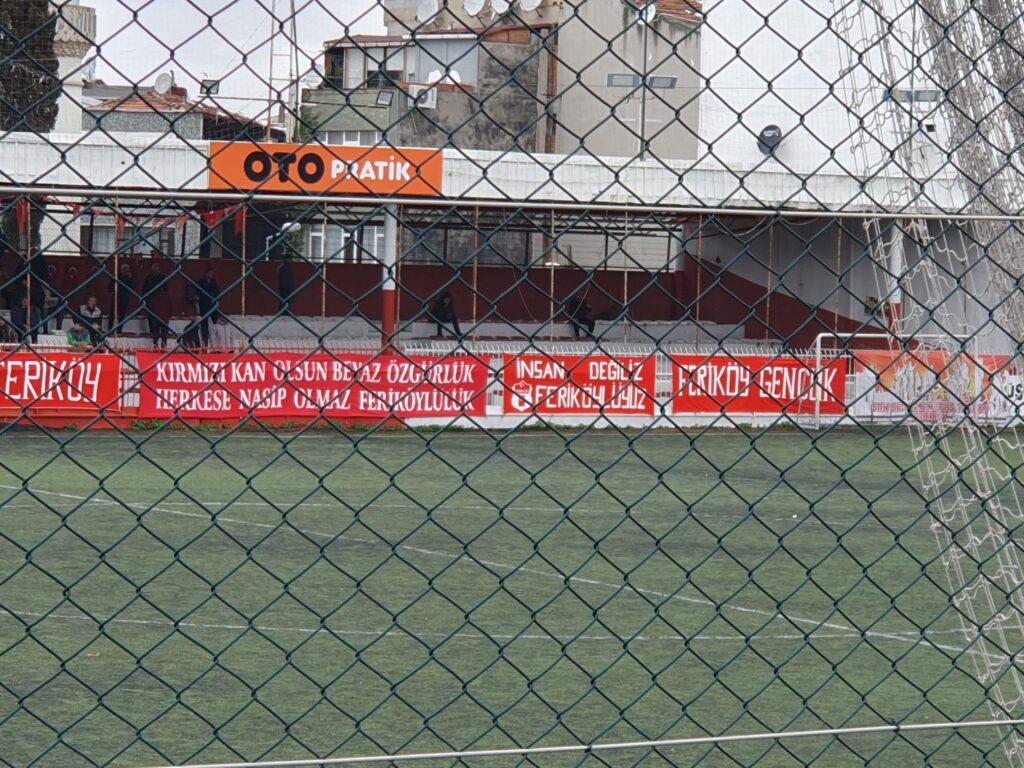 OTO PRATİK
FERİKÖY
KIRMIZI KAN OLSUN BEYAZ ÖZGÜRLÜK
HERKESE NASİP OLMAZ FERİKÖYLÜLÜK
İNSAN DEĞİLİZ
FERİKÖYLÜYÜZ
FERİKÖY GENÇLİK